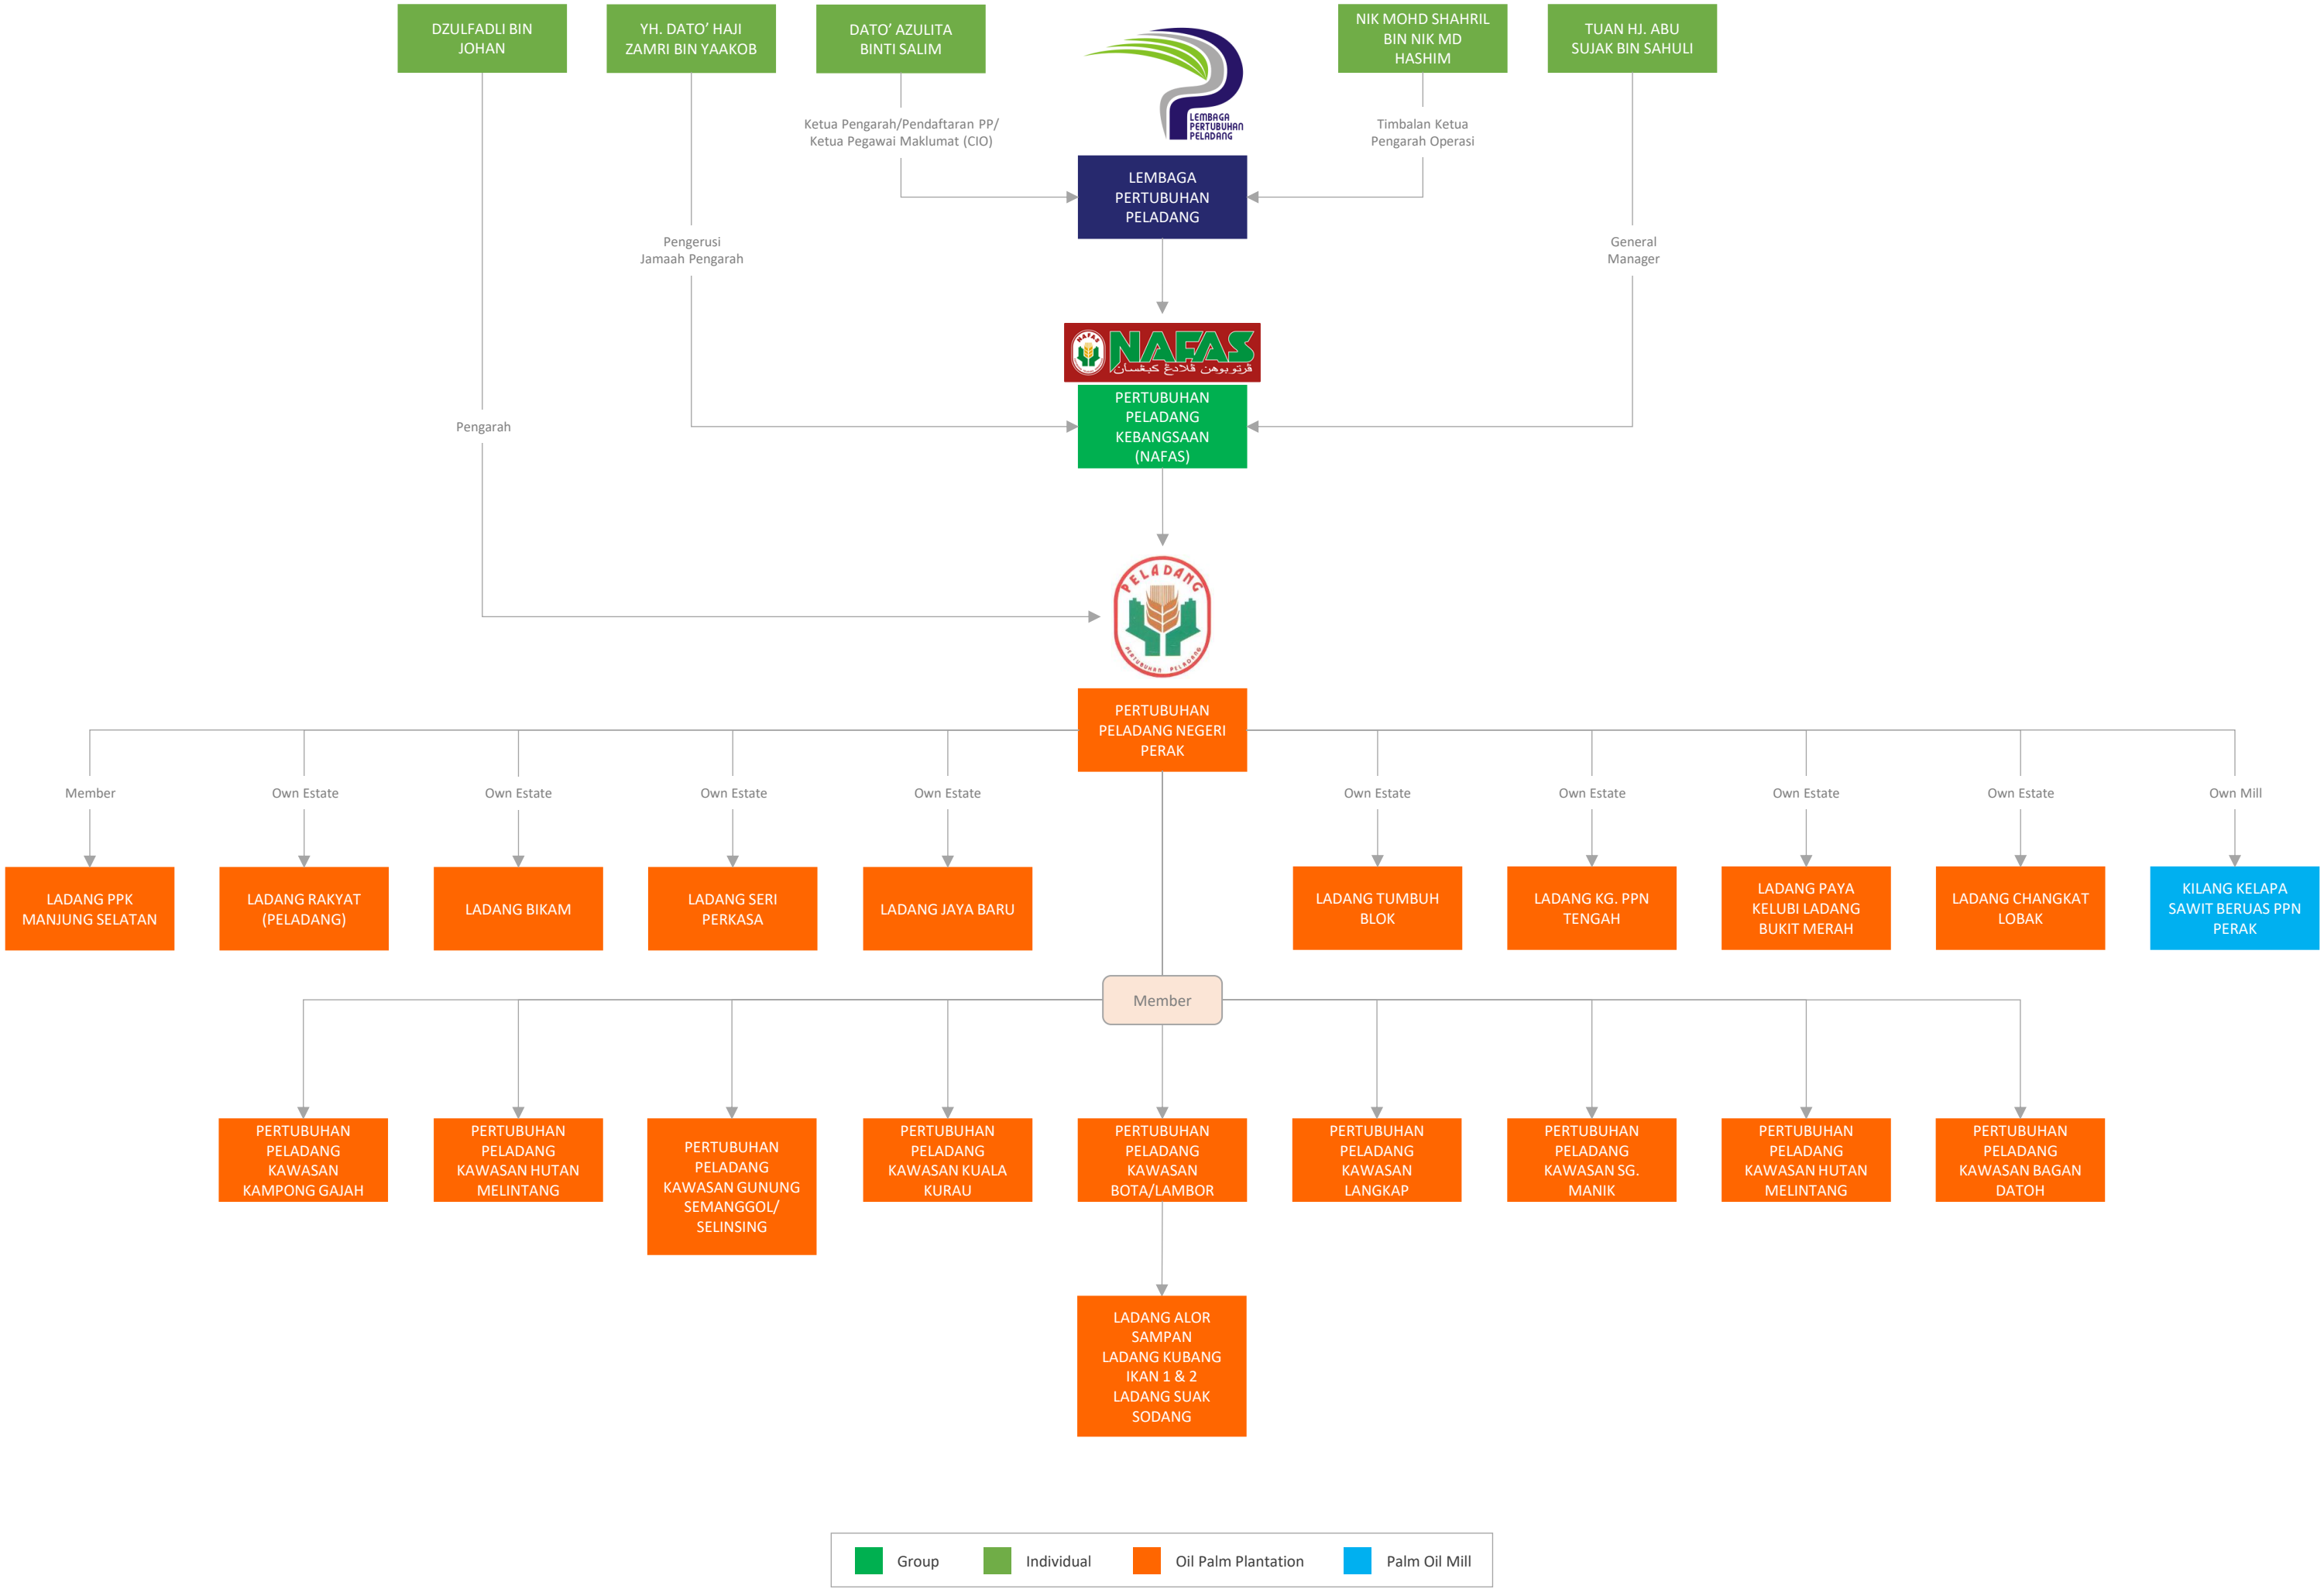 DZULFADLI BIN
JOHAN
YH. DATO’ HAJI
ZAMRI BIN YAAKOB
DATO’ AZULITA
BINTI SALIM
NIK MOHD SHAHRIL
BIN NIK MD
HASHIM
TUAN HJ. ABU
SUJAK BIN SAHULI
LEMBAGA
PERTUBUHAN
PELADANG
Ketua Pengarah/Pendaftaran PP/
Ketua Pegawai Maklumat (CIO)
Timbalan Ketua
Pengarah Operasi
LEMBAGA
PERTUBUHAN
PELADANG
Pengerusi
Jamaah Pengarah
General
Manager
NAFAS
NAFAS
ڤرتوبوهن ڤلادڠ كبڠسان
PERTUBUHAN
PELADANG
KEBANGSAAN
(NAFAS)
Pengarah
PELADANG
PERTUBUHAN PELADANG
PERTUBUHAN
PELADANG NEGERI
PERAK
Member
Own Estate
Own Estate
Own Estate
Own Estate
Own Estate
Own Estate
Own Estate
Own Estate
Own Mill
LADANG PPK
MANJUNG SELATAN
LADANG RAKYAT
(PELADANG)
LADANG BIKAM
LADANG SERI
PERKASA
LADANG JAYA BARU
LADANG TUMBUH
BLOK
LADANG KG. PPN
TENGAH
LADANG PAYA
KELUBI LADANG
BUKIT MERAH
LADANG CHANGKAT
LOBAK
KILANG KELAPA
SAWIT BERUAS PPN
PERAK
Member
PERTUBUHAN
PELADANG
KAWASAN
KAMPONG GAJAH
PERTUBUHAN
PELADANG
KAWASAN HUTAN
MELINTANG
PERTUBUHAN
PELADANG
KAWASAN GUNUNG
SEMANGGOL/
SELINSING
PERTUBUHAN
PELADANG
KAWASAN KUALA
KURAU
PERTUBUHAN
PELADANG
KAWASAN
BOTA/LAMBOR
PERTUBUHAN
PELADANG
KAWASAN
LANGKAP
PERTUBUHAN
PELADANG
KAWASAN SG.
MANIK
PERTUBUHAN
PELADANG
KAWASAN HUTAN
MELINTANG
PERTUBUHAN
PELADANG
KAWASAN BAGAN
DATOH
LADANG ALOR
SAMPAN
LADANG KUBANG
IKAN 1 & 2
LADANG SUAK
SODANG
Group
Individual
Oil Palm Plantation
Palm Oil Mill